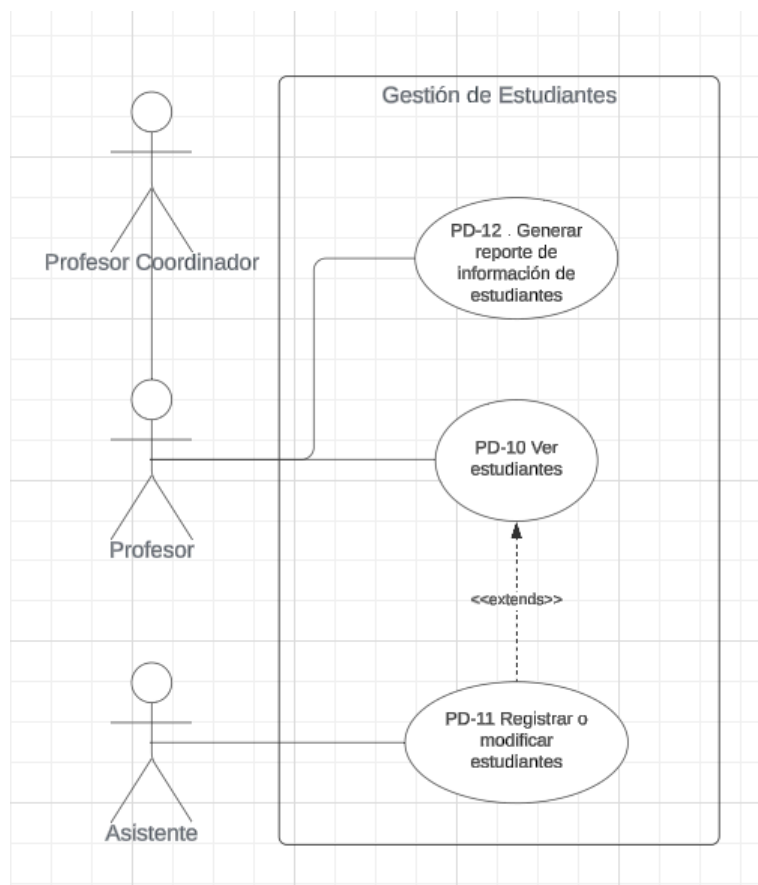 Gestión de Estudiantes
PD-12 . Generar
reporte de
información de
estudiantes
Profesor Coordinador
PD-10 Ver
estudiantes
Profesor
<<extends>>
PD-11 Registrar o
modificar
estudiantes
Asistente